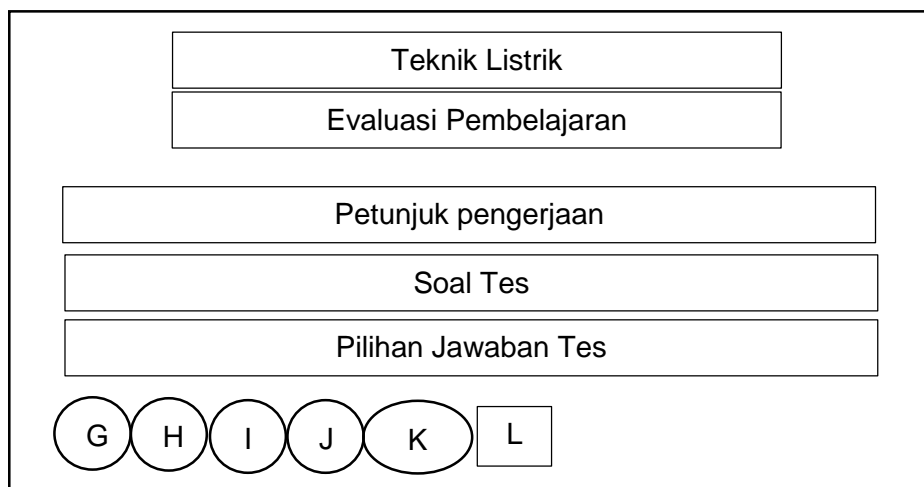 Teknik Listrik
Evaluasi Pembelajaran
Petunjuk pengerjaan
Soal Tes
Pilihan Jawaban Tes
G H I J K L